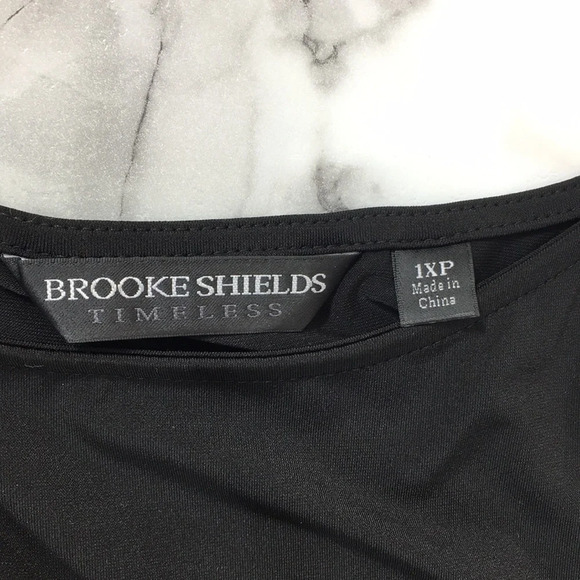 BROOKE SHIELDS
TIMELESS
1XP
Made in
China